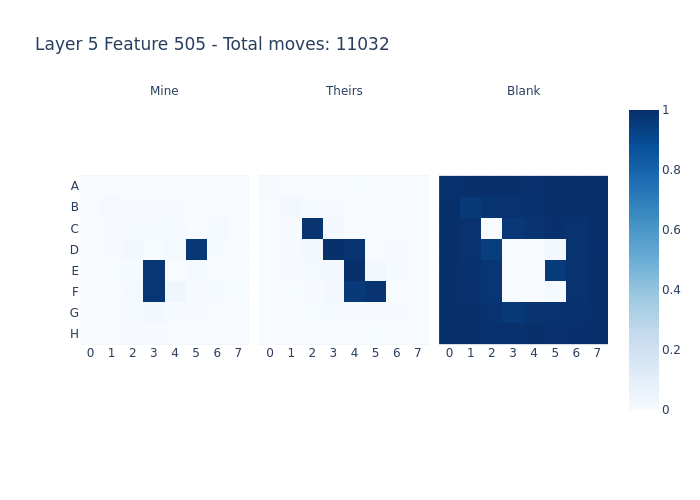 Layer 5 Feature 505 - Total moves: 11032
Mine Theirs Blank
A
B
C
D
E
F
G
H
0 1 2 3 4 5 6 7 0 1 2 3 4 5 6 7 0 1 2 3 4 5 6 7
1
0.8
0.6
0.4
0.2
0